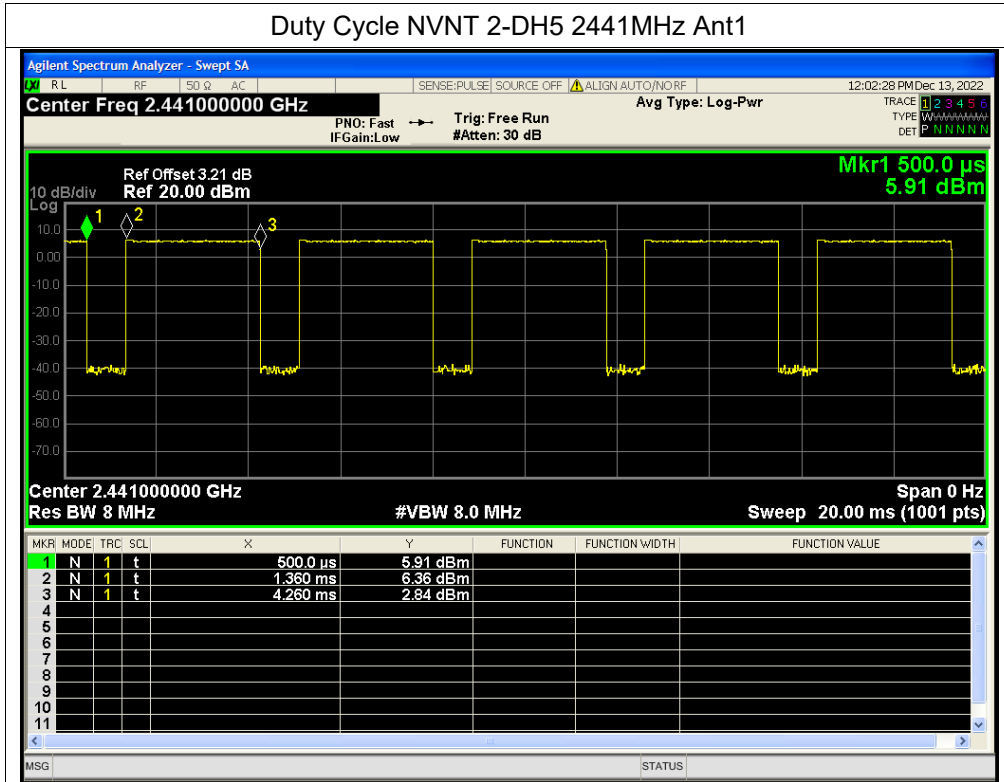 Duty Cycle NVNT 2-DH5 2441MHz Ant1
Agilent Spectrum Analyzer - Swept SA
LXI RL RF 50 Ω AC SENSE:PULSE SOURCE OFF ALIGN AUTO/NO RF 12:02:28 PM Dec 13, 2022
Center Freq 2.441000000 GHz Avg Type: Log-Pwr TRACE 1 2 3 4 5 6
PNO: Fast Trig: Free Run TYPE W
IFGain:Low #Atten: 30 dB DET P N N N N N
Mkr1 500.0 µs
5.91 dBm
Ref Offset 3.21 dB
10 dB/div Ref 20.00 dBm
Log
1 2 3
10.0
0.00
-10.0
-20.0
-30.0
-40.0
-50.0
-60.0
-70.0
Center 2.441000000 GHz Span 0 Hz
Res BW 8 MHz #VBW 8.0 MHz Sweep 20.00 ms (1001 pts)
MKR MODE TRC SCL X Y FUNCTION FUNCTION WIDTH FUNCTION VALUE
1 N 1 t 500.0 µs 5.91 dBm
2 N 1 t 1.360 ms 6.36 dBm
3 N 1 t 4.260 ms 2.84 dBm
4
5
6
7
8
9
10
11
MSG STATUS